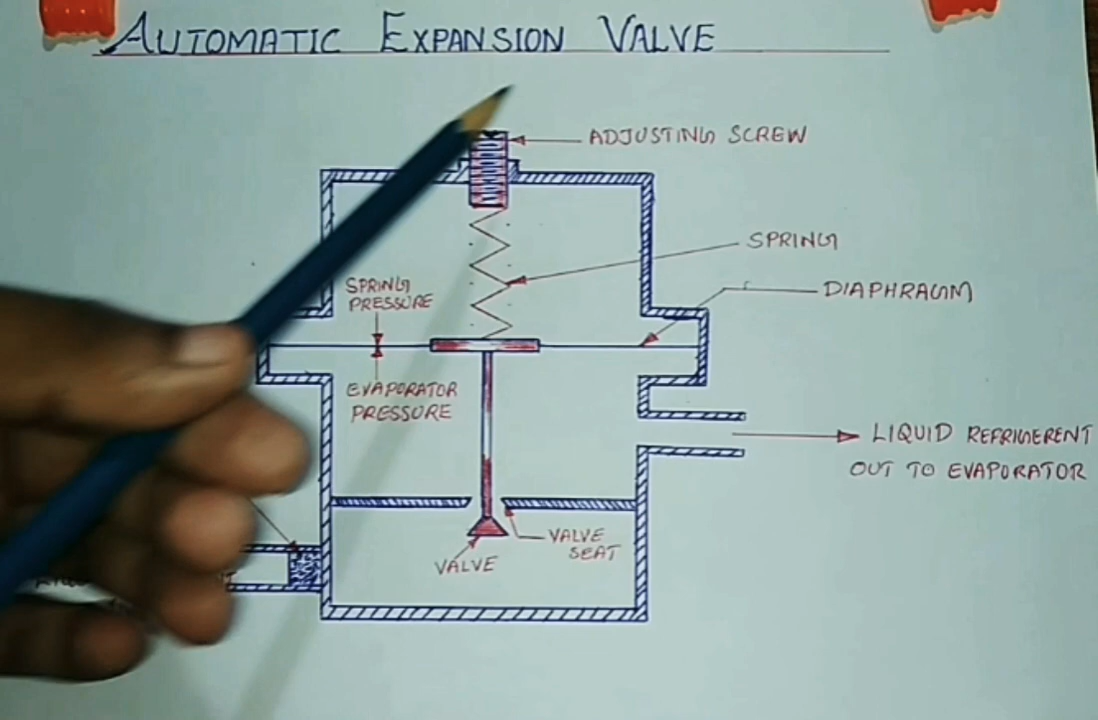 AUTOMATIC EXPANSION VALVE
ADJUSTING SCREW
SPRING
DIAPHRAGM
SPRING
PRESSURE
EVAPORATOR
PRESSURE
LIQUID REFRIGERENT
OUT TO EVAPORATOR
VALVE
SEAT
VALVE